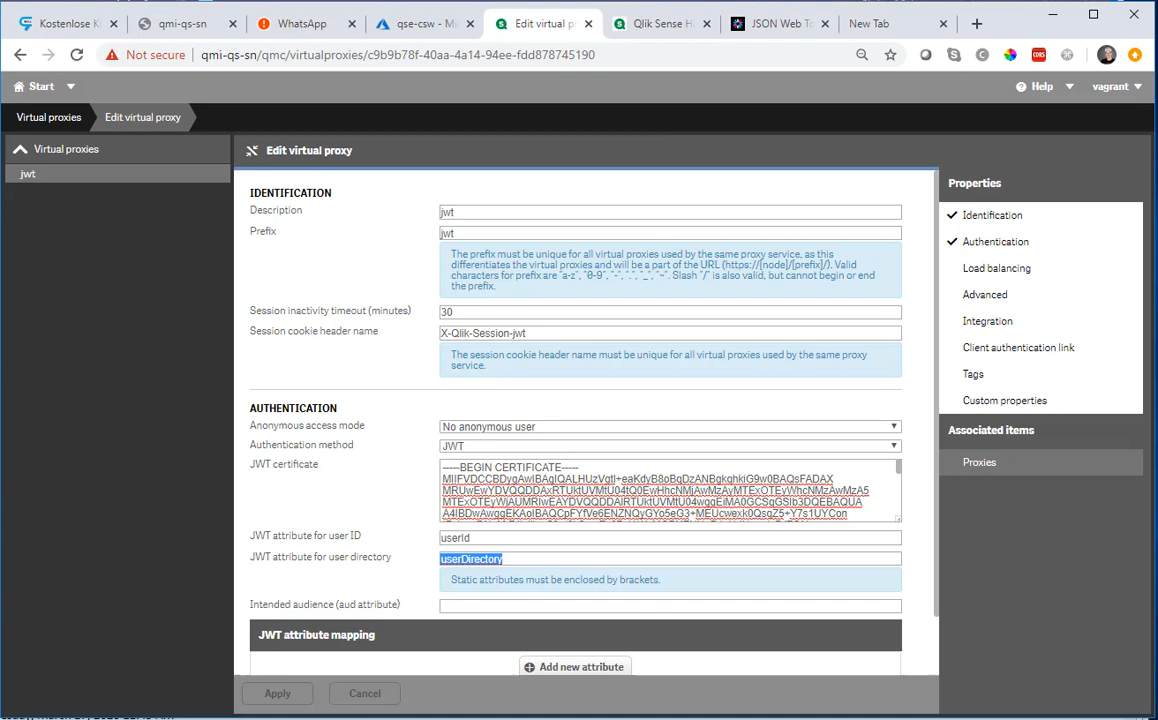 Kostenlose K
qmi-qs-sn
WhatsApp
qse-csw - Mi
Edit virtual p
Qlik Sense H
JSON Web To
New Tab
Not secure
qmi-qs-sn/qmc/virtualproxies/c9b9b78f-40aa-4a14-94ee-fdd878745190
CORS
Start
Help
vagrant
Virtual proxies
Edit virtual proxy
Virtual proxies
jwt
Edit virtual proxy
IDENTIFICATION
Description
jwt
Prefix
jwt
The prefix must be unique for all virtual proxies used by the same proxy service, as this
differentiates the virtual proxies and will be a part of the URL (https://[node]/[prefix]/). Valid
characters for prefix are "a-z", "0-9", "-", ".", "_", "~". Slash "/" is also valid, but cannot begin or end
the prefix.
Session inactivity timeout (minutes)
30
Session cookie header name
X-Qlik-Session-jwt
The session cookie header name must be unique for all virtual proxies used by the same proxy
service.
AUTHENTICATION
Anonymous access mode
No anonymous user
Authentication method
JWT
JWT certificate
-----BEGIN CERTIFICATE-----
JWT attribute for user ID
userId
JWT attribute for user directory
userDirectory
Static attributes must be enclosed by brackets.
Intended audience (aud attribute)
JWT attribute mapping
Add new attribute
Apply
Cancel
Properties
Identification
Authentication
Load balancing
Advanced
Integration
Client authentication link
Tags
Custom properties
Associated items
Proxies